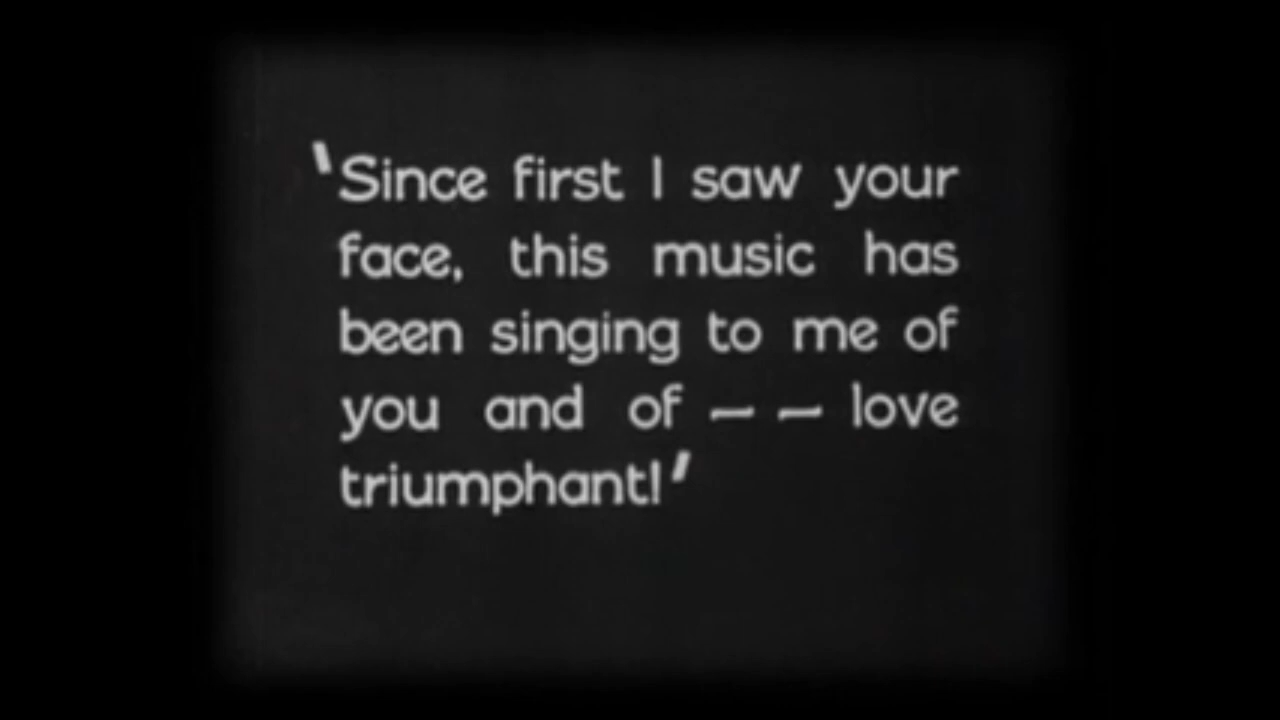 'Since first I saw your
face, this music has
been singing to me of
you and of — — love
triumphant!'